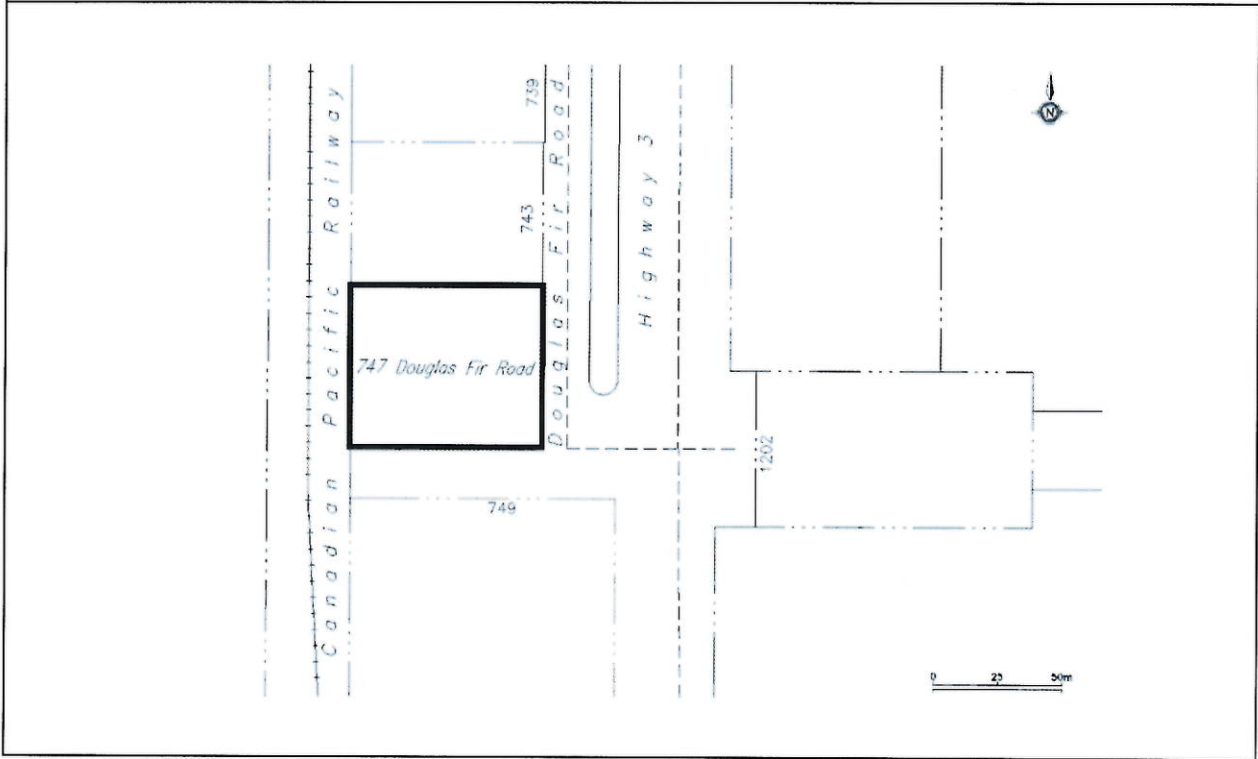 Canadian Pacific Railway
739
743
Douglas Fir Road
Highway 3
N
747 Douglas Fir Road
1202
749
0 25 50m